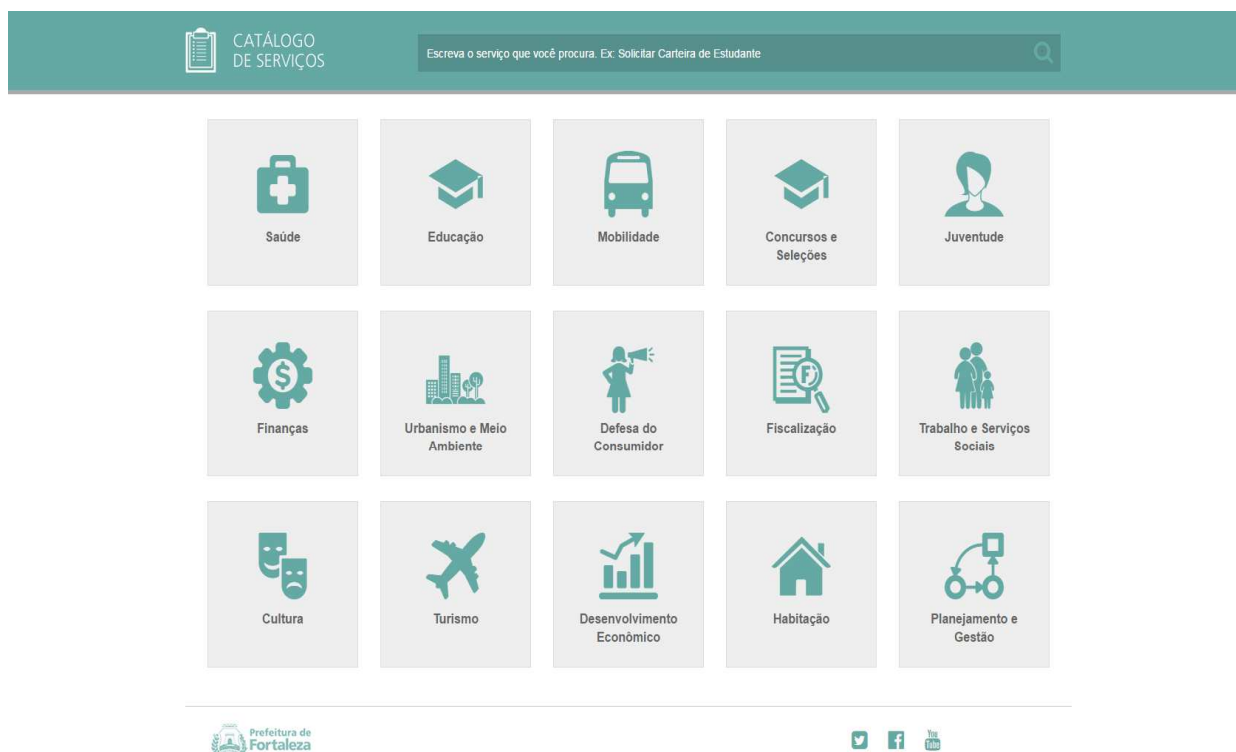 CATÁLOGO
DE SERVIÇOS
Escreva o serviço que você procura. Ex: Solicitar Carteira de Estudante
Saúde
Educação
Mobilidade
Concursos e
Seleções
Juventude
Finanças
Urbanismo e Meio
Ambiente
Defesa do
Consumidor
Fiscalização
Trabalho e Serviços
Sociais
Cultura
Turismo
Desenvolvimento
Econômico
Habitação
Planejamento e
Gestão
Prefeitura de
Fortaleza
You
Tube